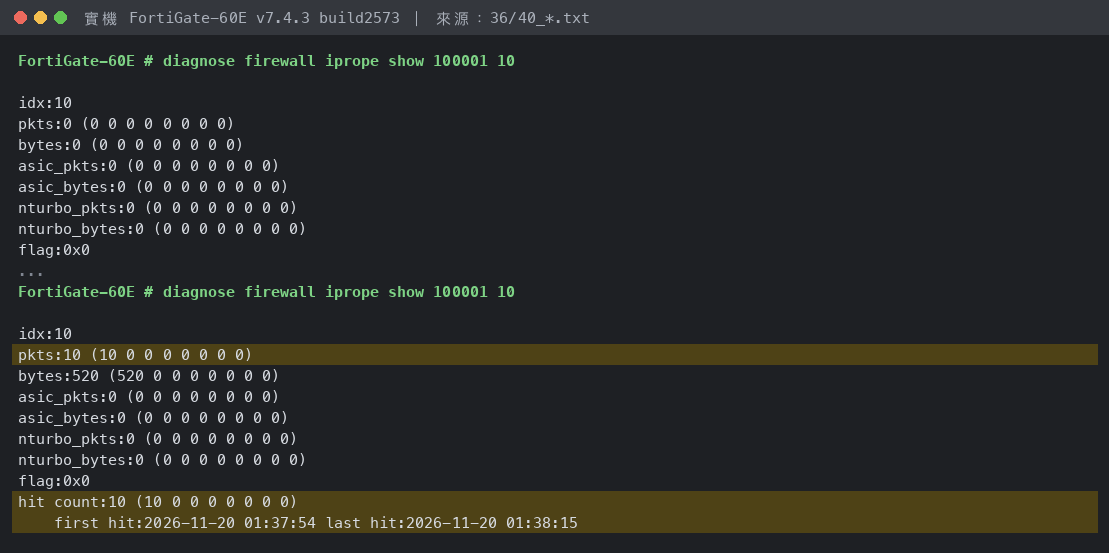 實機 FortiGate-60E v7.4.3 build2573 | 來源：36/40_*.txt
FortiGate-60E # diagnose firewall iprope show 100001 10
idx:10
pkts:0 (0 0 0 0 0 0 0 0)
bytes:0 (0 0 0 0 0 0 0 0)
asic_pkts:0 (0 0 0 0 0 0 0 0)
asic_bytes:0 (0 0 0 0 0 0 0 0)
nturbo_pkts:0 (0 0 0 0 0 0 0 0)
nturbo_bytes:0 (0 0 0 0 0 0 0 0)
flag:0x0
...
FortiGate-60E # diagnose firewall iprope show 100001 10
idx:10
pkts:10 (10 0 0 0 0 0 0 0)
bytes:520 (520 0 0 0 0 0 0 0)
asic_pkts:0 (0 0 0 0 0 0 0 0)
asic_bytes:0 (0 0 0 0 0 0 0 0)
nturbo_pkts:0 (0 0 0 0 0 0 0 0)
nturbo_bytes:0 (0 0 0 0 0 0 0 0)
flag:0x0
hit count:10 (10 0 0 0 0 0 0 0)
    first hit:2026-11-20 01:37:54 last hit:2026-11-20 01:38:15